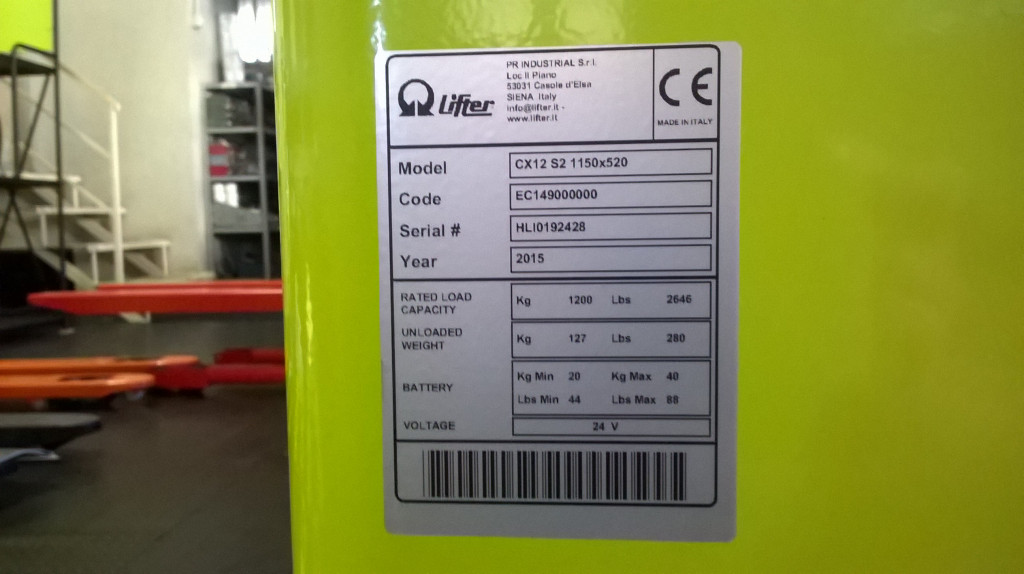 Lifter
PR INDUSTRIAL S.r.l.
Loc Il Piano
53031 Casole d'Elsa
SIENA Italy
info@lifter.it -
www.lifter.it
CE
MADE IN ITALY
Model CX12 S2 1150x520
Code EC149000000
Serial # HLI0192428
Year 2015
RATED LOAD CAPACITY Kg 1200 Lbs 2646
UNLOADED WEIGHT Kg 127 Lbs 280
BATTERY Kg Min 20 Kg Max 40
Lbs Min 44 Lbs Max 88
VOLTAGE 24 V